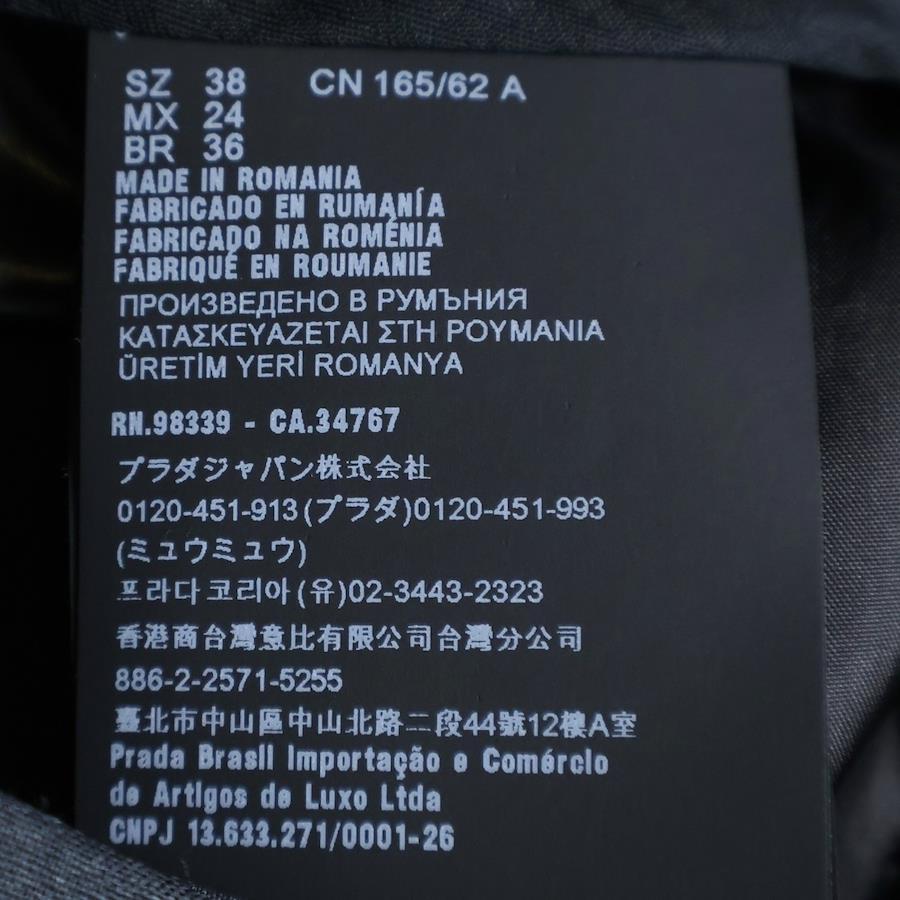 SZ 38 CN 165/62 A
MX 24
BR 36
MADE IN ROMANIA
FABRICADO EN RUMANÍA
FABRICADO NA ROMÉNIA
FABRIQUÉ EN ROUMANIE
ПРОИЗВЕДЕНО В РУМЪНИЯ
ΚΑΤΑΣΚΕΥΑΖΕΤΑΙ ΣΤΗ ΡΟΥΜΑΝΙΑ
ÜRETİM YERİ ROMANYA
RN.98339 - CA.34767
プラダジャパン株式会社
0120-451-913(プラダ)0120-451-993
(ミュウミュウ)
프라다코리아(유)02-3443-2323
香港商台灣意比有限公司台灣分公司
886-2-2571-5255
臺北市中山區中山北路二段44號12樓A室
Prada Brasil Importação e Comércio
de Artigos de Luxo Ltda
CNPJ 13.633.271/0001-26